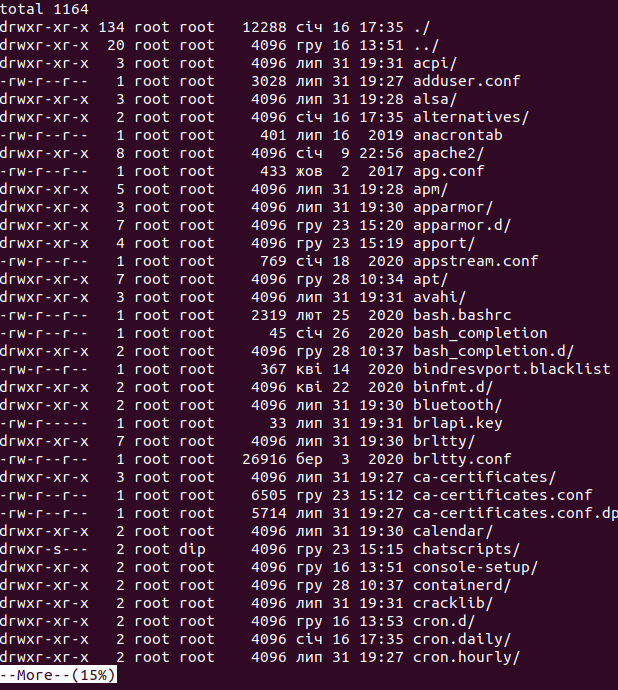 total 1164
drwxr-xr-x 134 root root   12288 січ 16 17:35 ./
drwxr-xr-x  20 root root    4096 гру 16 13:51 ../
drwxr-xr-x   3 root root    4096 лип 31 19:31 acpi/
-rw-r--r--   1 root root    3028 лип 31 19:27 adduser.conf
drwxr-xr-x   3 root root    4096 лип 31 19:28 alsa/
drwxr-xr-x   2 root root    4096 січ 16 17:35 alternatives/
-rw-r--r--   1 root root     401 лип 16  2019 anacrontab
drwxr-xr-x   8 root root    4096 січ  9 22:56 apache2/
-rw-r--r--   1 root root     433 жов  2  2017 apg.conf
drwxr-xr-x   5 root root    4096 лип 31 19:28 apm/
drwxr-xr-x   3 root root    4096 лип 31 19:30 apparmor/
drwxr-xr-x   7 root root    4096 гру 23 15:20 apparmor.d/
drwxr-xr-x   4 root root    4096 гру 23 15:19 apport/
-rw-r--r--   1 root root     769 січ 18  2020 appstream.conf
drwxr-xr-x   7 root root    4096 гру 28 10:34 apt/
drwxr-xr-x   3 root root    4096 лип 31 19:31 avahi/
-rw-r--r--   1 root root    2319 лют 25  2020 bash.bashrc
-rw-r--r--   1 root root      45 січ 26  2020 bash_completion
drwxr-xr-x   2 root root    4096 гру 28 10:37 bash_completion.d/
-rw-r--r--   1 root root     367 кві 14  2020 bindresvport.blacklist
drwxr-xr-x   2 root root    4096 кві 22  2020 binfmt.d/
drwxr-xr-x   2 root root    4096 лип 31 19:30 bluetooth/
-rw-r-----   1 root root      33 лип 31 19:31 brlapi.key
drwxr-xr-x   7 root root    4096 лип 31 19:30 brltty/
-rw-r--r--   1 root root   26916 бер  3  2020 brltty.conf
drwxr-xr-x   3 root root    4096 лип 31 19:27 ca-certificates/
-rw-r--r--   1 root root    6505 гру 23 15:12 ca-certificates.conf
-rw-r--r--   1 root root    5714 лип 31 19:27 ca-certificates.conf.dp
drwxr-xr-x   2 root root    4096 лип 31 19:30 calendar/
drwxr-s---   2 root dip     4096 гру 23 15:15 chatscripts/
drwxr-xr-x   2 root root    4096 гру 16 13:51 console-setup/
drwxr-xr-x   2 root root    4096 гру 28 10:37 containerd/
drwxr-xr-x   2 root root    4096 лип 31 19:31 cracklib/
drwxr-xr-x   2 root root    4096 гру 16 13:53 cron.d/
drwxr-xr-x   2 root root    4096 січ 16 17:35 cron.daily/
drwxr-xr-x   2 root root    4096 лип 31 19:27 cron.hourly/
--More--(15%)